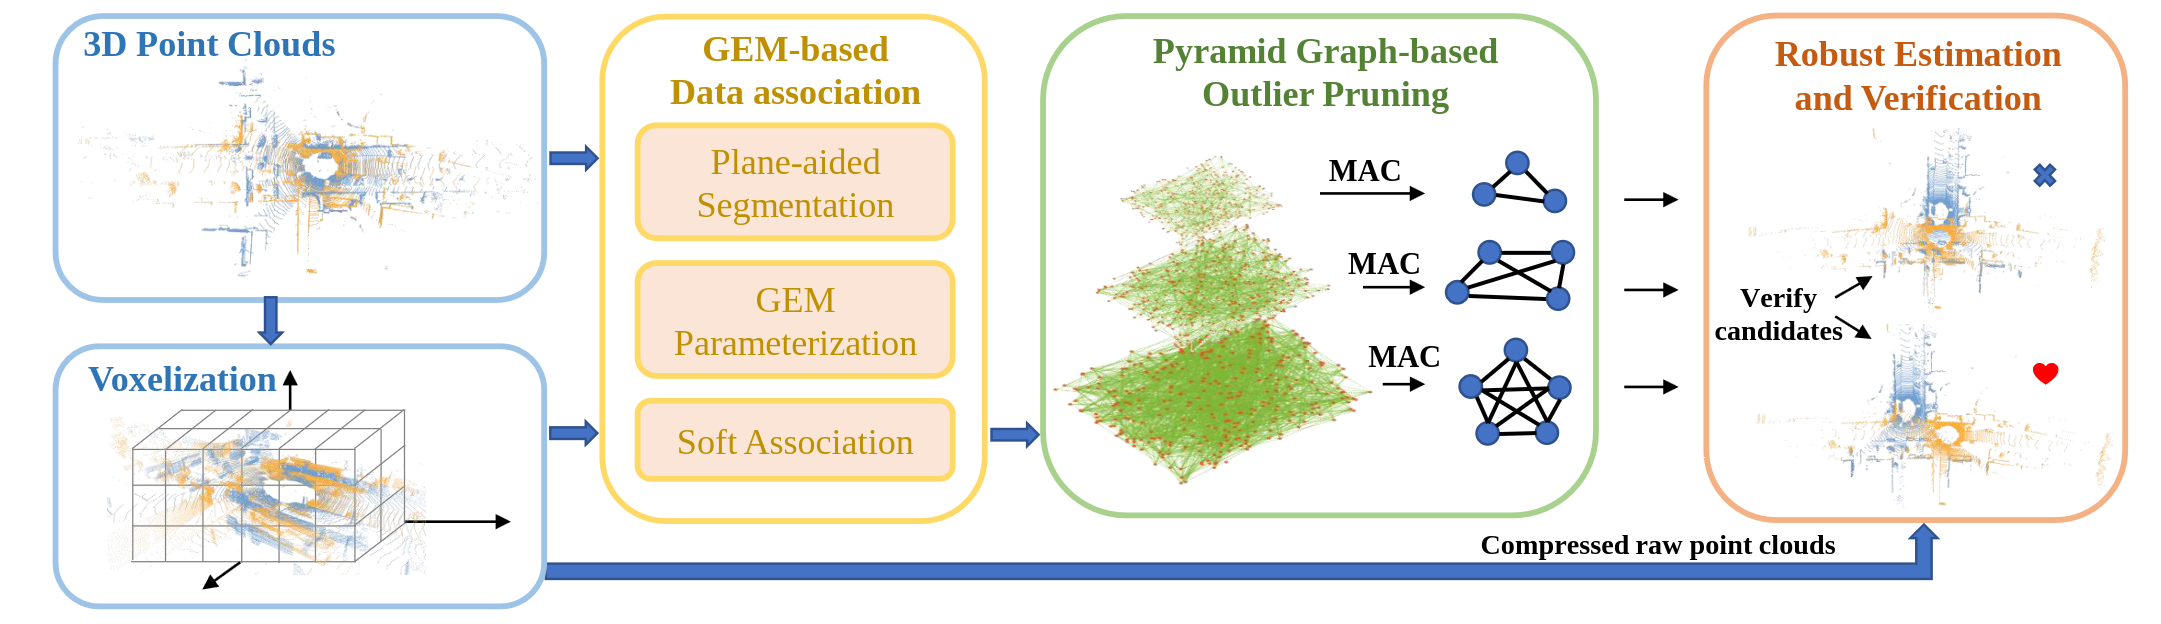 3D Point Clouds
Voxelization
GEM-based
Data association
Plane-aided
Segmentation
GEM
Parameterization
Soft Association
Pyramid Graph-based
Outlier Pruning
MAC
MAC
MAC
Robust Estimation
and Verification
Verify
candidates
Compressed raw point clouds